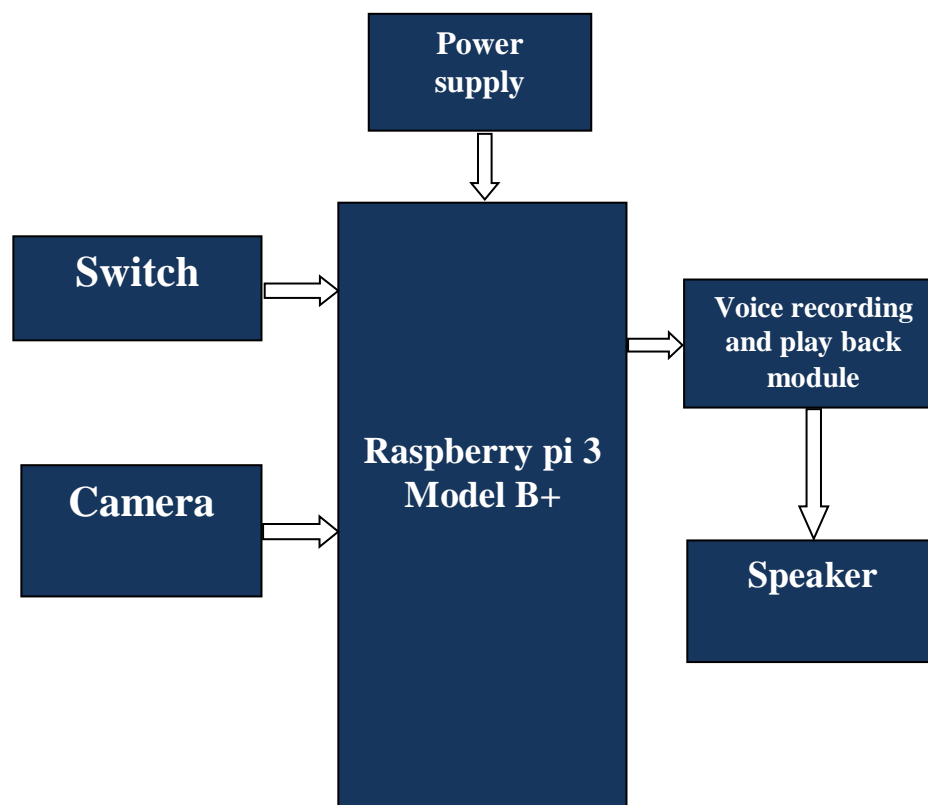 Power
supply
Switch
Voice recording
and play back
module
Raspberry pi 3
Model B+
Camera
Speaker